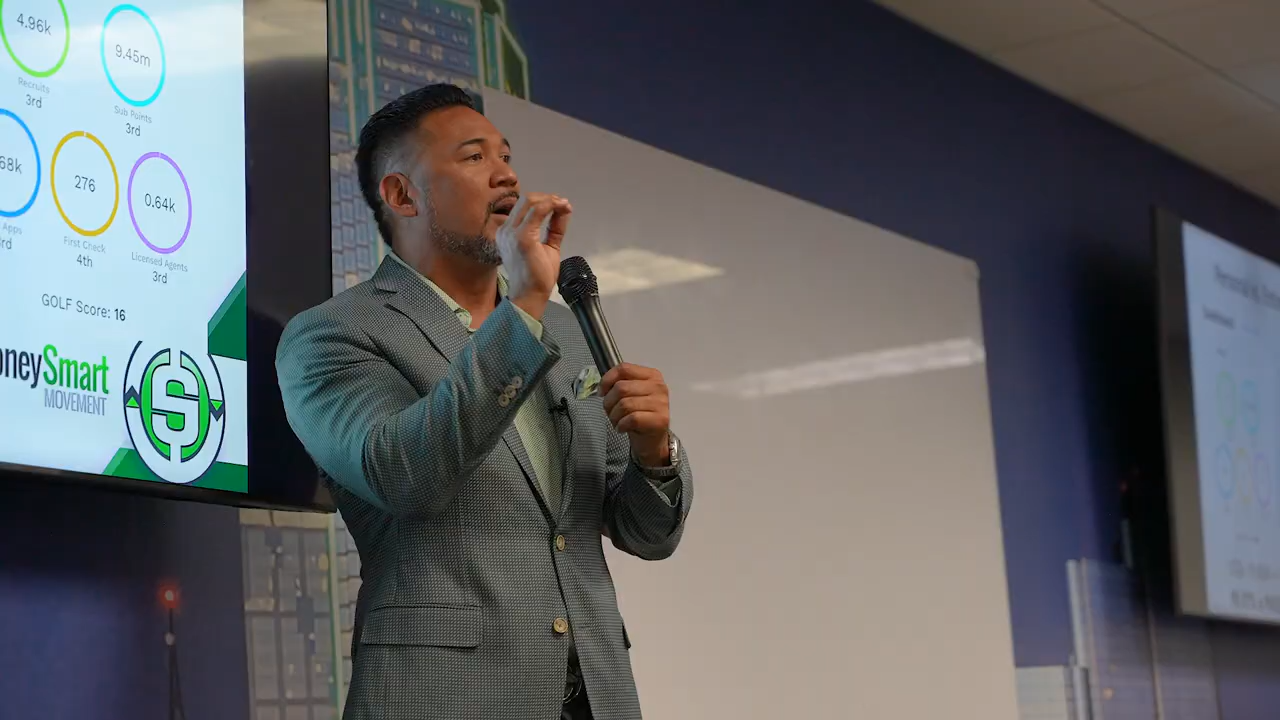 4.96k
Recruits
3rd
9.45m
Sub Points
3rd
68k
Apps
276
First Check
4th
0.64k
Licensed Agents
3rd
GOLF Score: 16
oneySmart
MOVEMENT